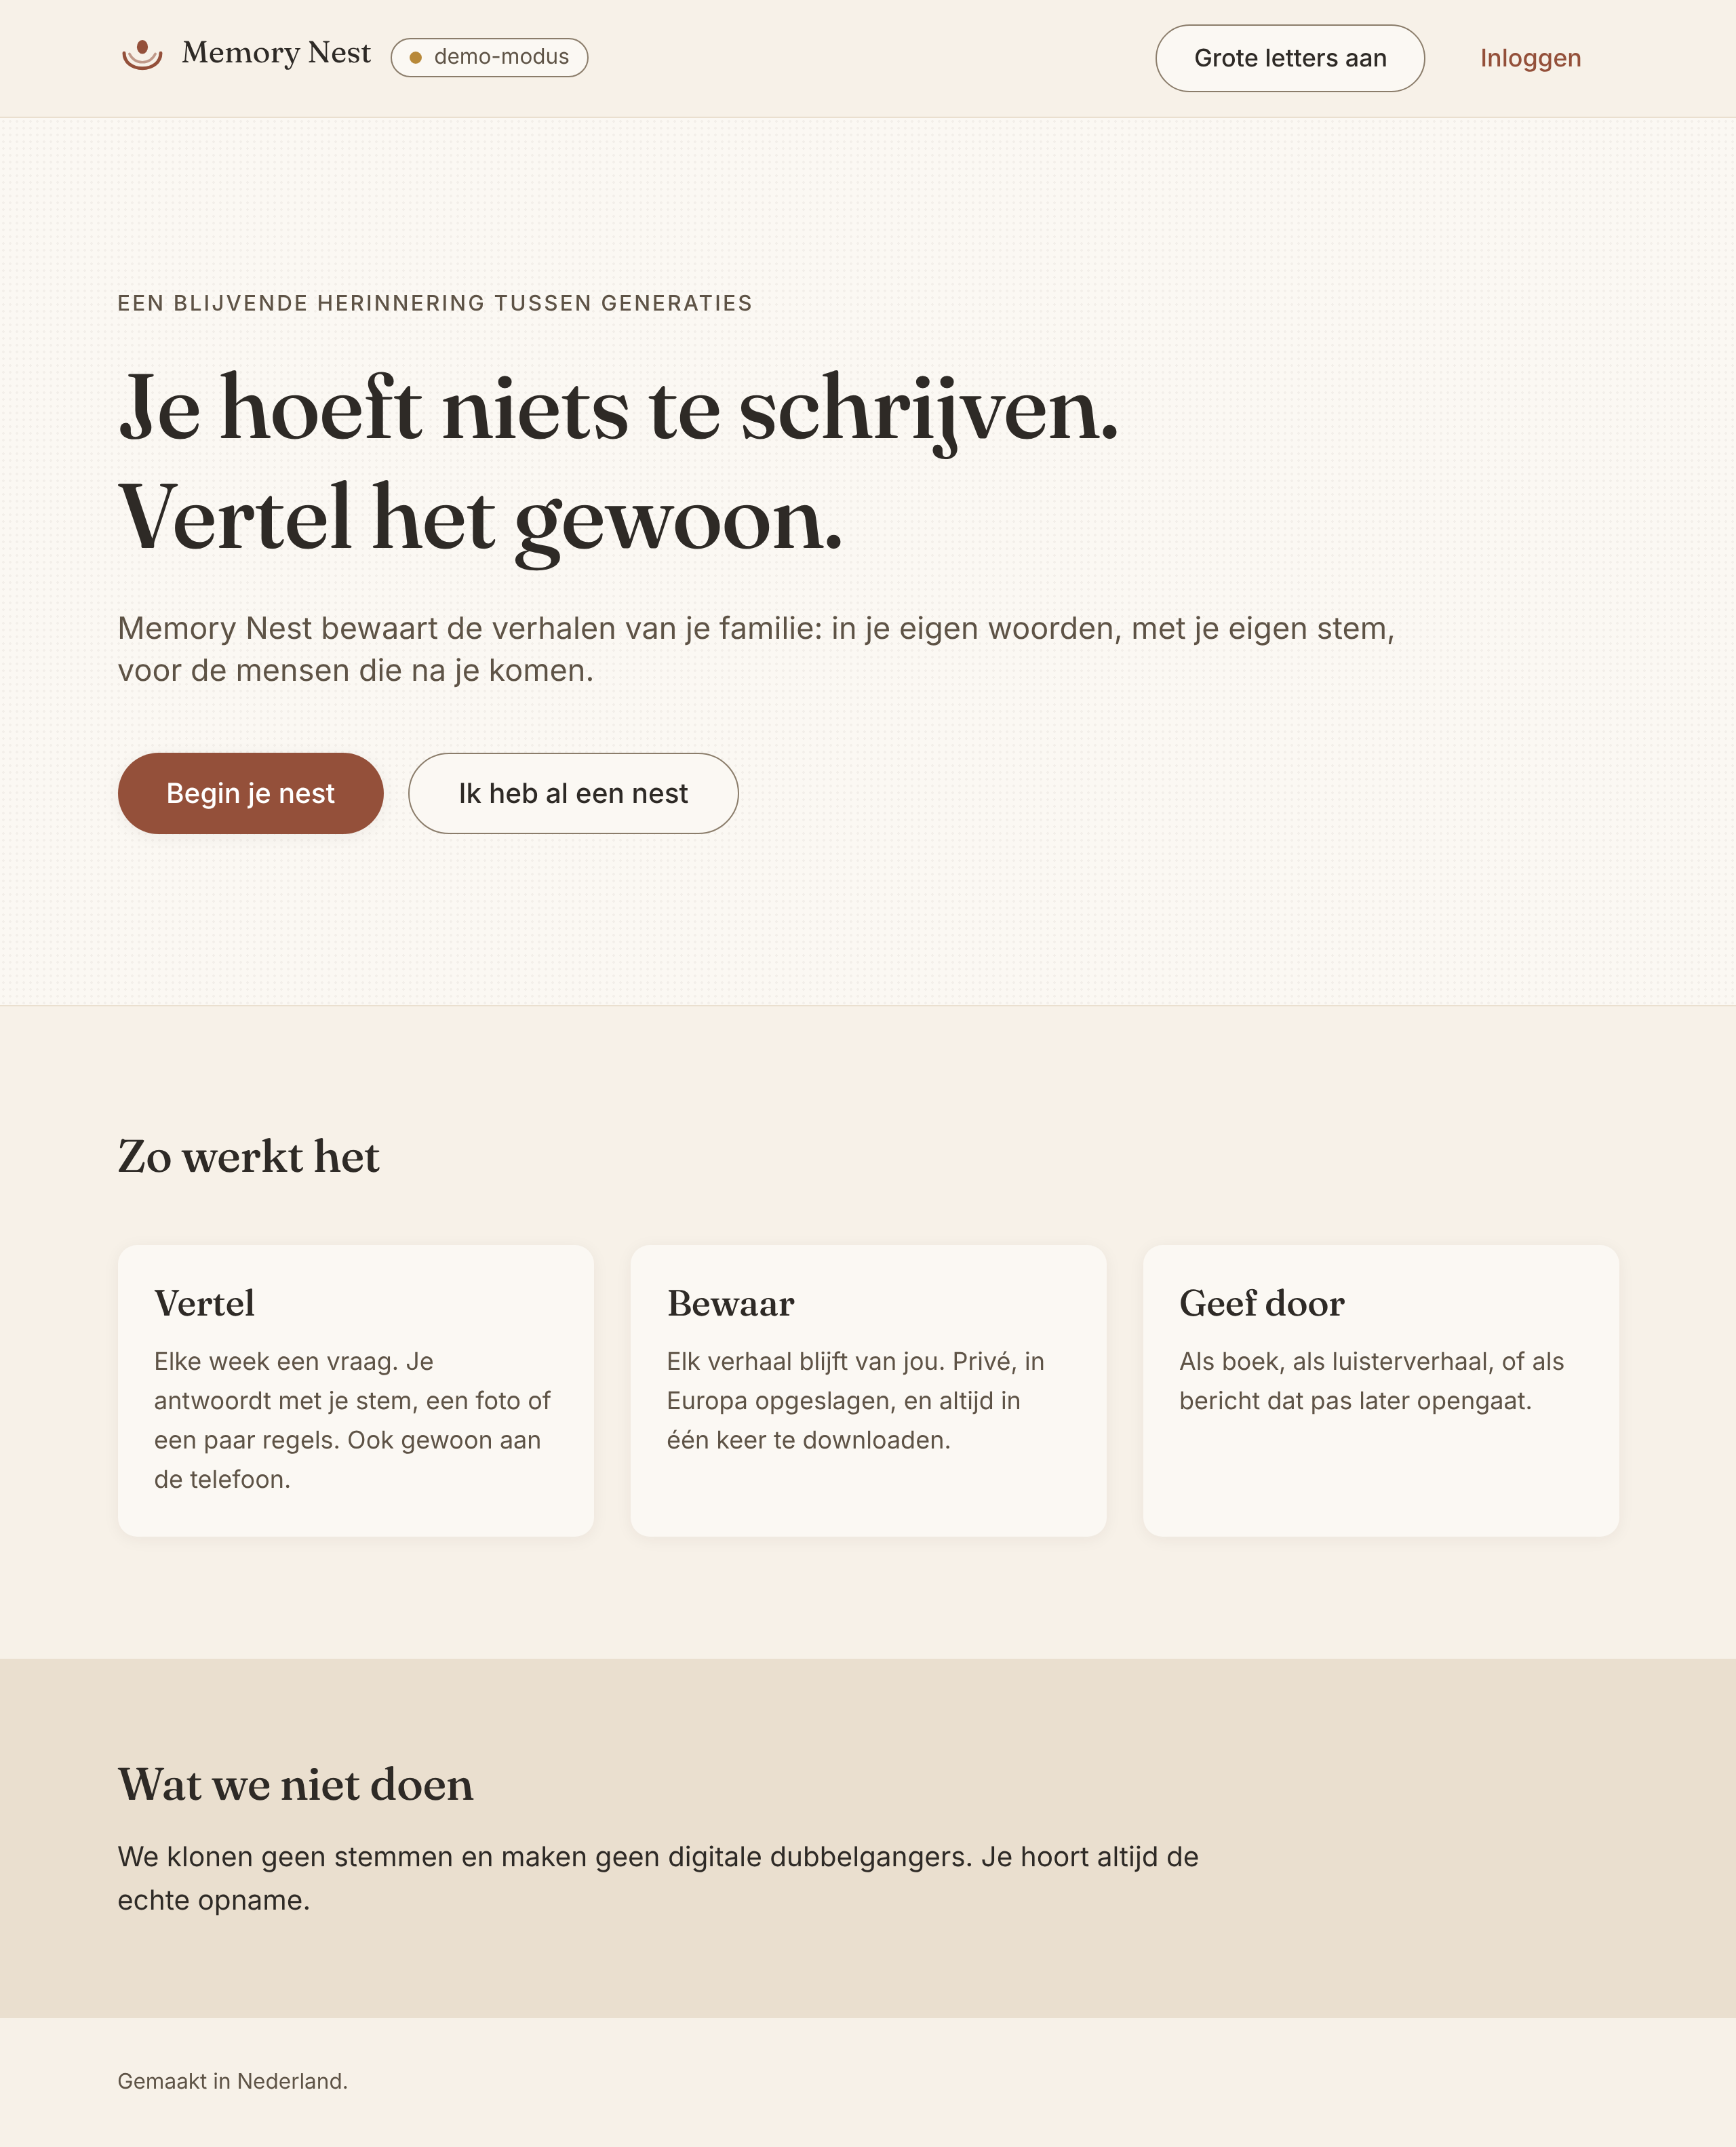 Memory Nest
demo-modus
Grote letters aan
Inloggen
EEN BLIJVENDE HERINNERING TUSSEN GENERATIES
Je hoeft niets te schrijven.
Vertel het gewoon.
Memory Nest bewaart de verhalen van je familie: in je eigen woorden, met je eigen stem,
voor de mensen die na je komen.
Begin je nest
Ik heb al een nest
Zo werkt het
Vertel
Elke week een vraag. Je
antwoordt met je stem, een foto of
een paar regels. Ook gewoon aan
de telefoon.
Bewaar
Elk verhaal blijft van jou. Privé, in
Europa opgeslagen, en altijd in
één keer te downloaden.
Geef door
Als boek, als luisterverhaal, of als
bericht dat pas later opengaat.
Wat we niet doen
We klonen geen stemmen en maken geen digitale dubbelgangers. Je hoort altijd de
echte opname.
Gemaakt in Nederland.